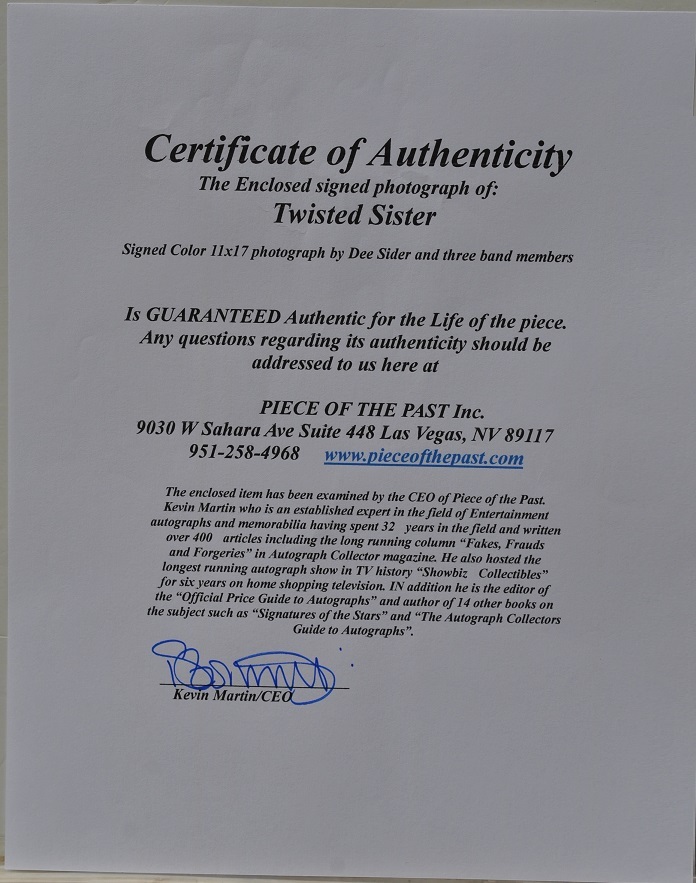 Certificate of Authenticity
The Enclosed signed photograph of:
Twisted Sister
Signed Color 11x17 photograph by Dee Sider and three band members
Is GUARANTEED Authentic for the Life of the piece.
Any questions regarding its authenticity should be
addressed to us here at
PIECE OF THE PAST Inc.
9030 W Sahara Ave Suite 448 Las Vegas, NV 89117
951-258-4968 www.pieceofthepast.com
The enclosed item has been examined by the CEO of Piece of the Past.
Kevin Martin who is an established expert in the field of Entertainment
autographs and memorabilia having spent 32 years in the field and written
over 400 articles including the long running column “Fakes, Frauds
and Forgeries” in Autograph Collector magazine. He also hosted the
longest running autograph show in TV history “Showbiz Collectibles”
for six years on home shopping television. IN addition he is the editor of
the “Official Price Guide to Autographs” and author of 14 other books on
the subject such as “Signatures of the Stars” and “The Autograph Collectors
Guide to Autographs”.
Kevin Martin/CEO